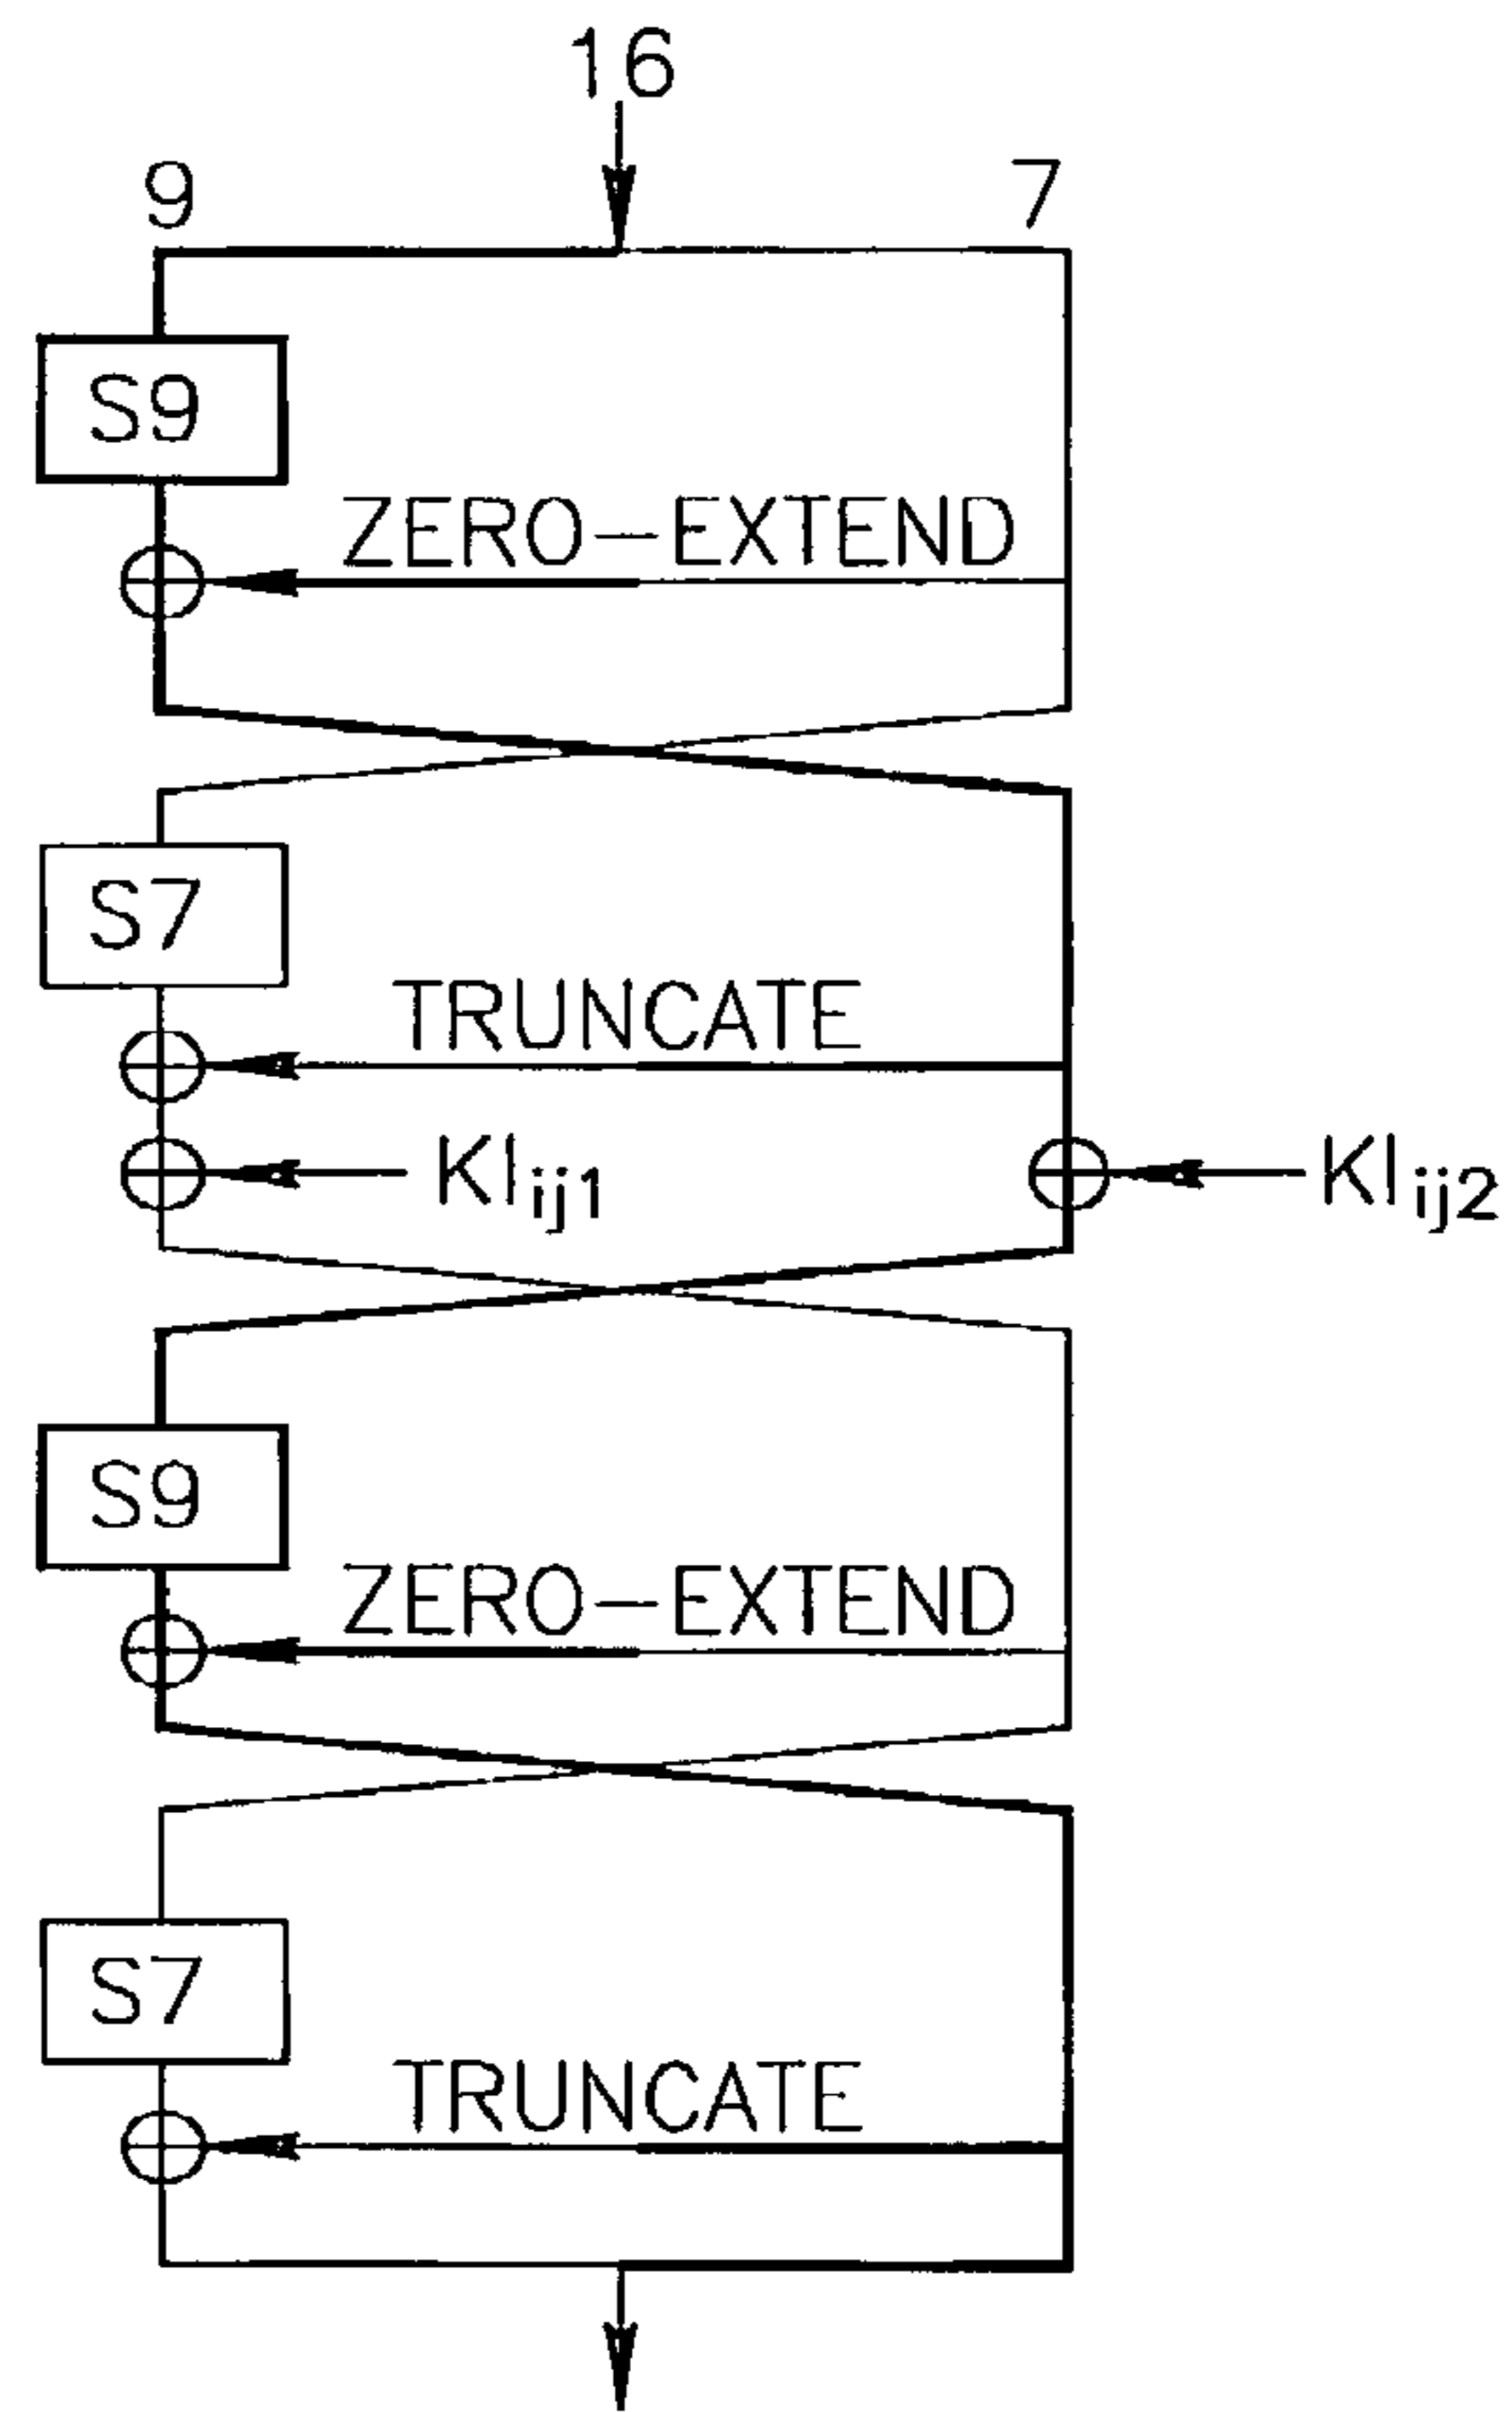 16
9 7
S9
ZERO-EXTEND
S7
TRUNCATE
KIij1 KIij2
S9
ZERO-EXTEND
S7
TRUNCATE